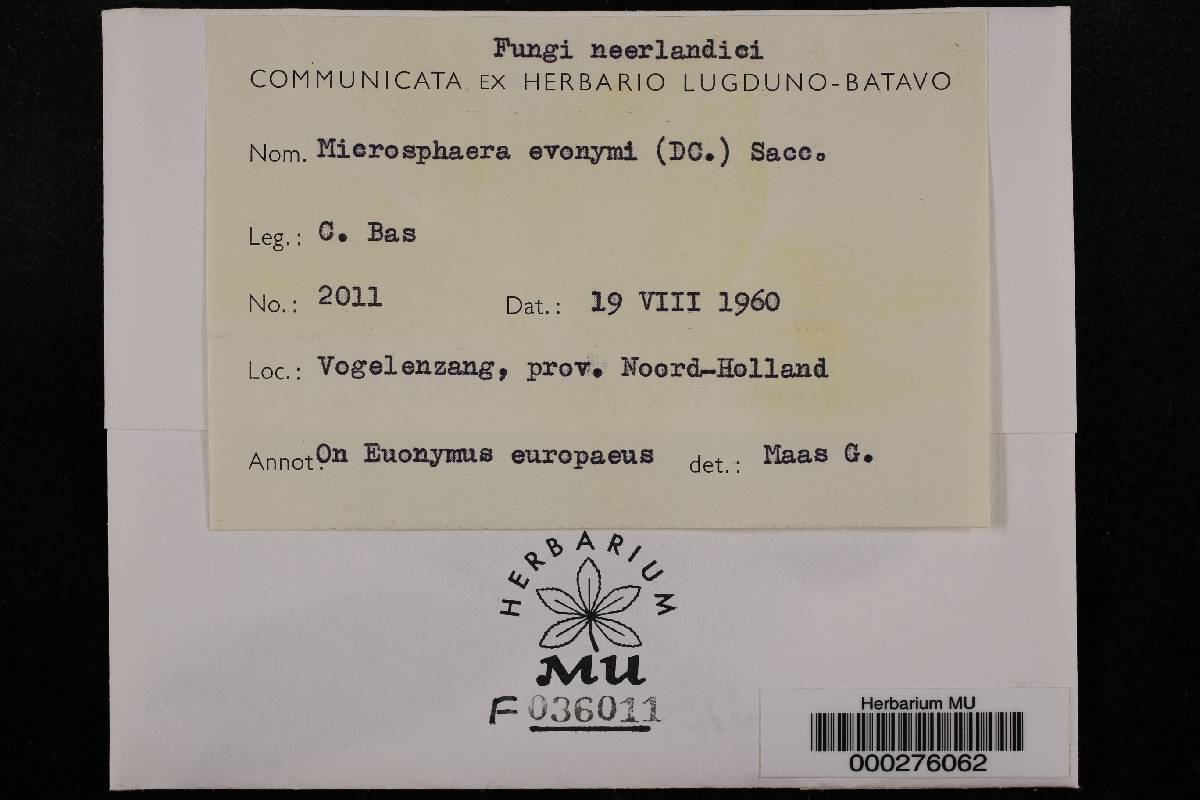 Fungi neerlandici
COMMUNICATA EX HERBARIO LUGDUNO-BATAVO
Nom. Microsphaera evonymi (DC.) Sacc.
Leg.: C. Bas
No.: 2011 Dat.: 19 VIII 1960
Loc.: Vogelenzang, prov. Noord-Holland
Annot.: On Euonymus europaeus det.: Maas G.
HERBARIUM
MU
F 036011
Herbarium MU
000276062